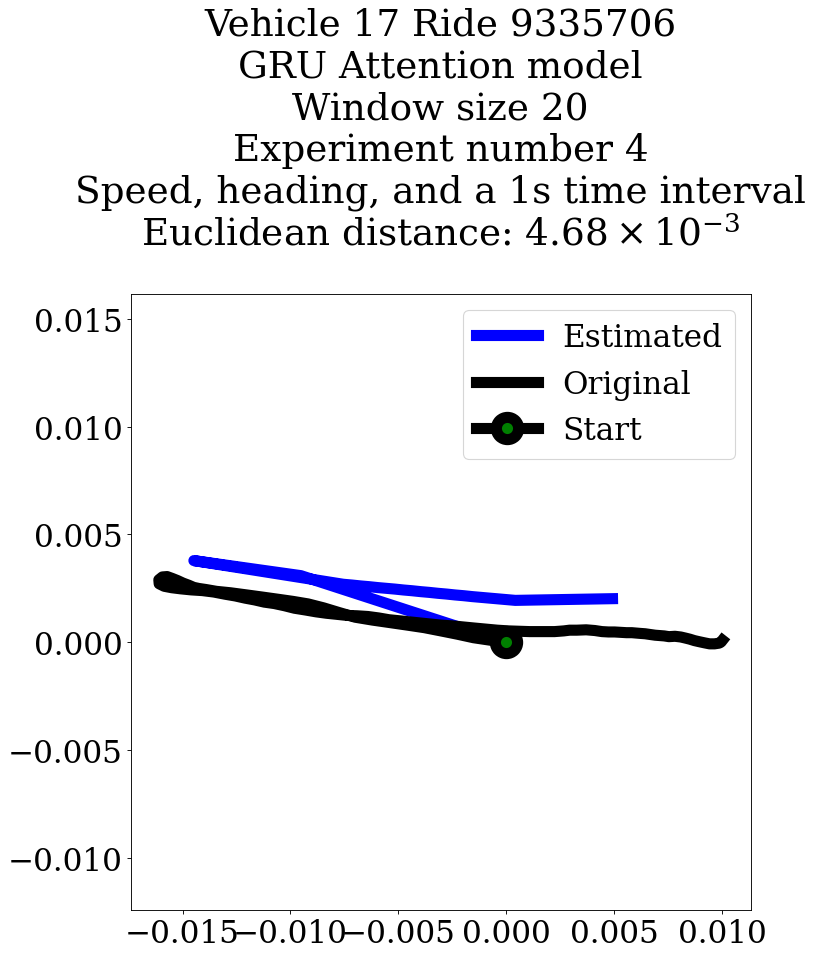 Vehicle 17 Ride 9335706
GRU Attention model
Window size 20
Experiment number 4
Speed, heading, and a 1s time interval
Euclidean distance: 4.68 × 10⁻³
Estimated
Original
Start
0.015
0.010
0.005
0.000
−0.005
−0.010
−0.015
−0.010
−0.005
0.000
0.005
0.010